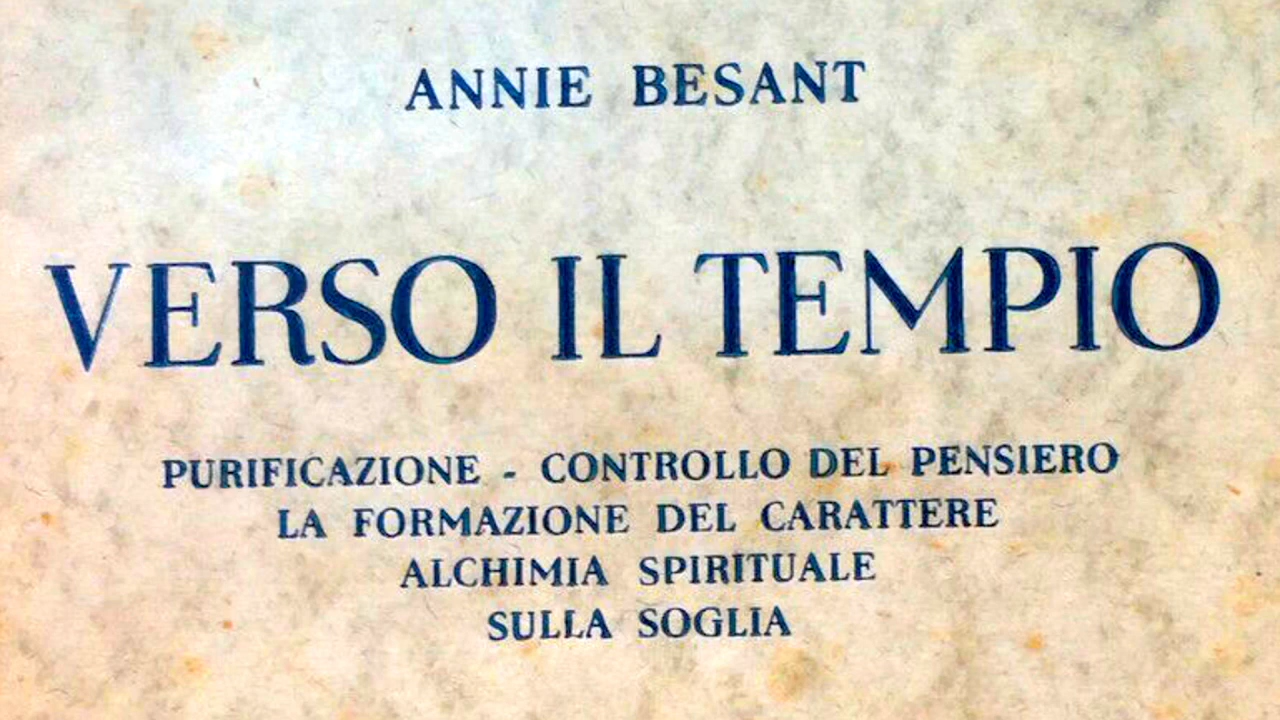 ANNIE BESANT
VERSO IL TEMPIO
PURIFICAZIONE - CONTROLLO DEL PENSIERO
LA FORMAZIONE DEL CARATTERE
ALCHIMIA SPIRITUALE
SULLA SOGLIA